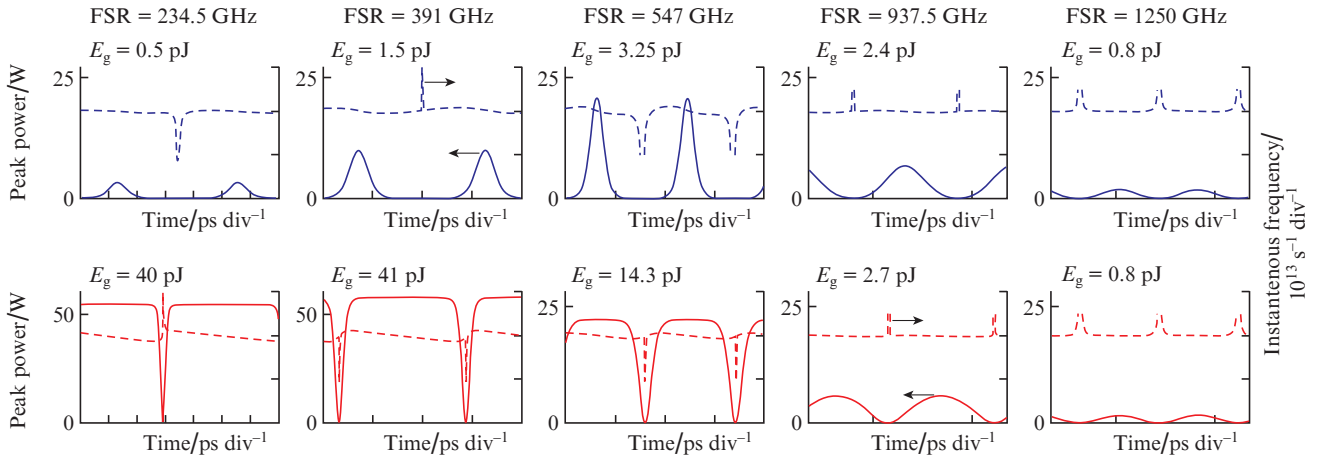 FSR = 234.5 GHz
FSR = 391 GHz
FSR = 547 GHz
FSR = 937.5 GHz
FSR = 1250 GHz
Eg = 0.5 pJ
Eg = 1.5 pJ
Eg = 3.25 pJ
Eg = 2.4 pJ
Eg = 0.8 pJ
Peak power/W
25
0
25
0
25
0
25
0
25
0
Time/ps div⁻¹
Time/ps div⁻¹
Time/ps div⁻¹
Time/ps div⁻¹
Time/ps div⁻¹
Eg = 40 pJ
Eg = 41 pJ
Eg = 14.3 pJ
Eg = 2.7 pJ
Eg = 0.8 pJ
Peak power/W
50
0
50
0
25
0
25
0
25
0
Time/ps div⁻¹
Time/ps div⁻¹
Time/ps div⁻¹
Time/ps div⁻¹
Time/ps div⁻¹
Instantenous frequency/
10¹³ s⁻¹ div⁻¹